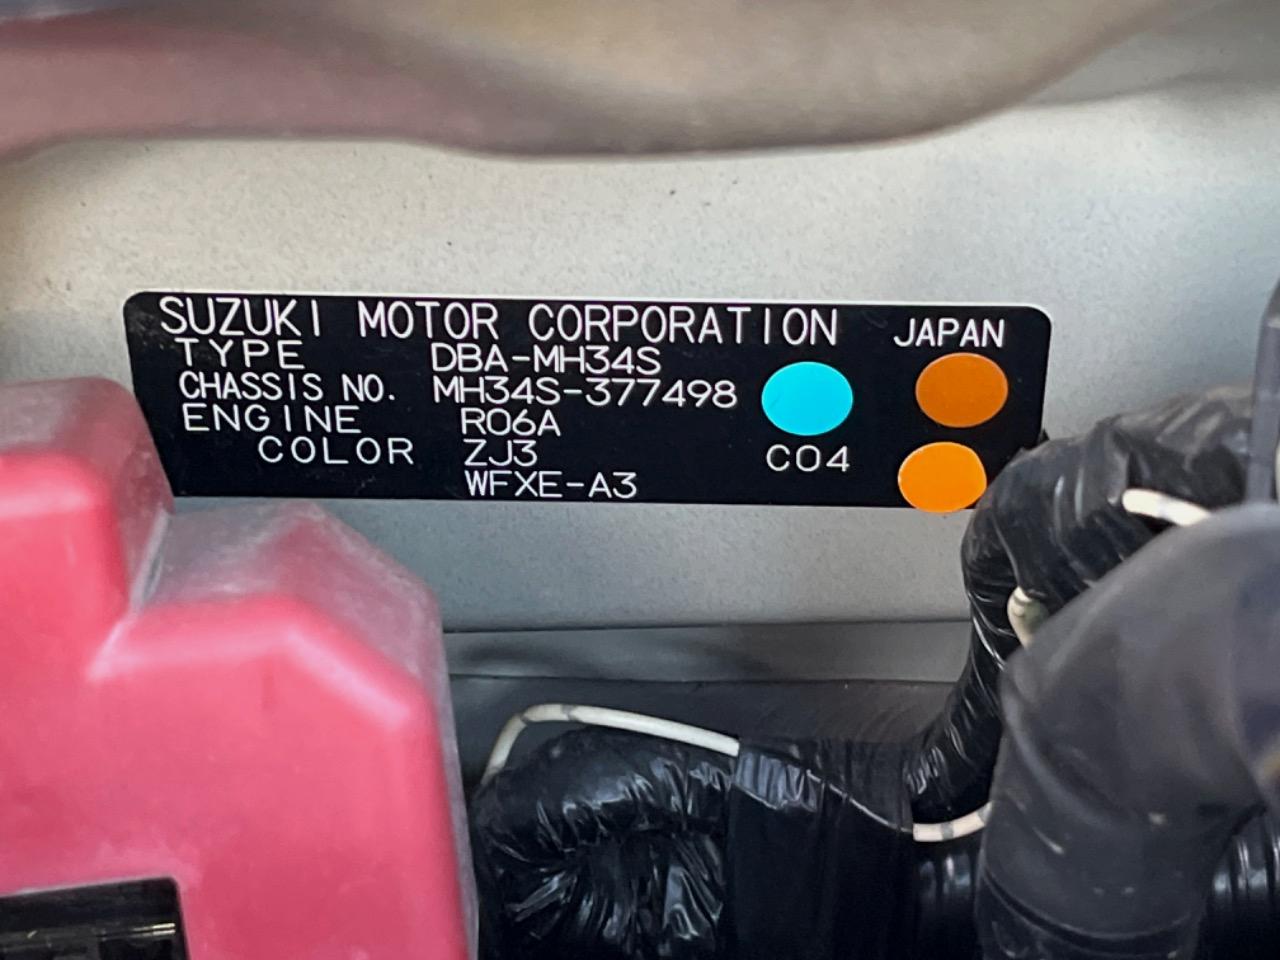 SUZUKI MOTOR CORPORATION JAPAN
TYPE DBA-MH34S
CHASSIS NO. MH34S-377498
ENGINE R06A
COLOR ZJ3 C04
WFXE-A3